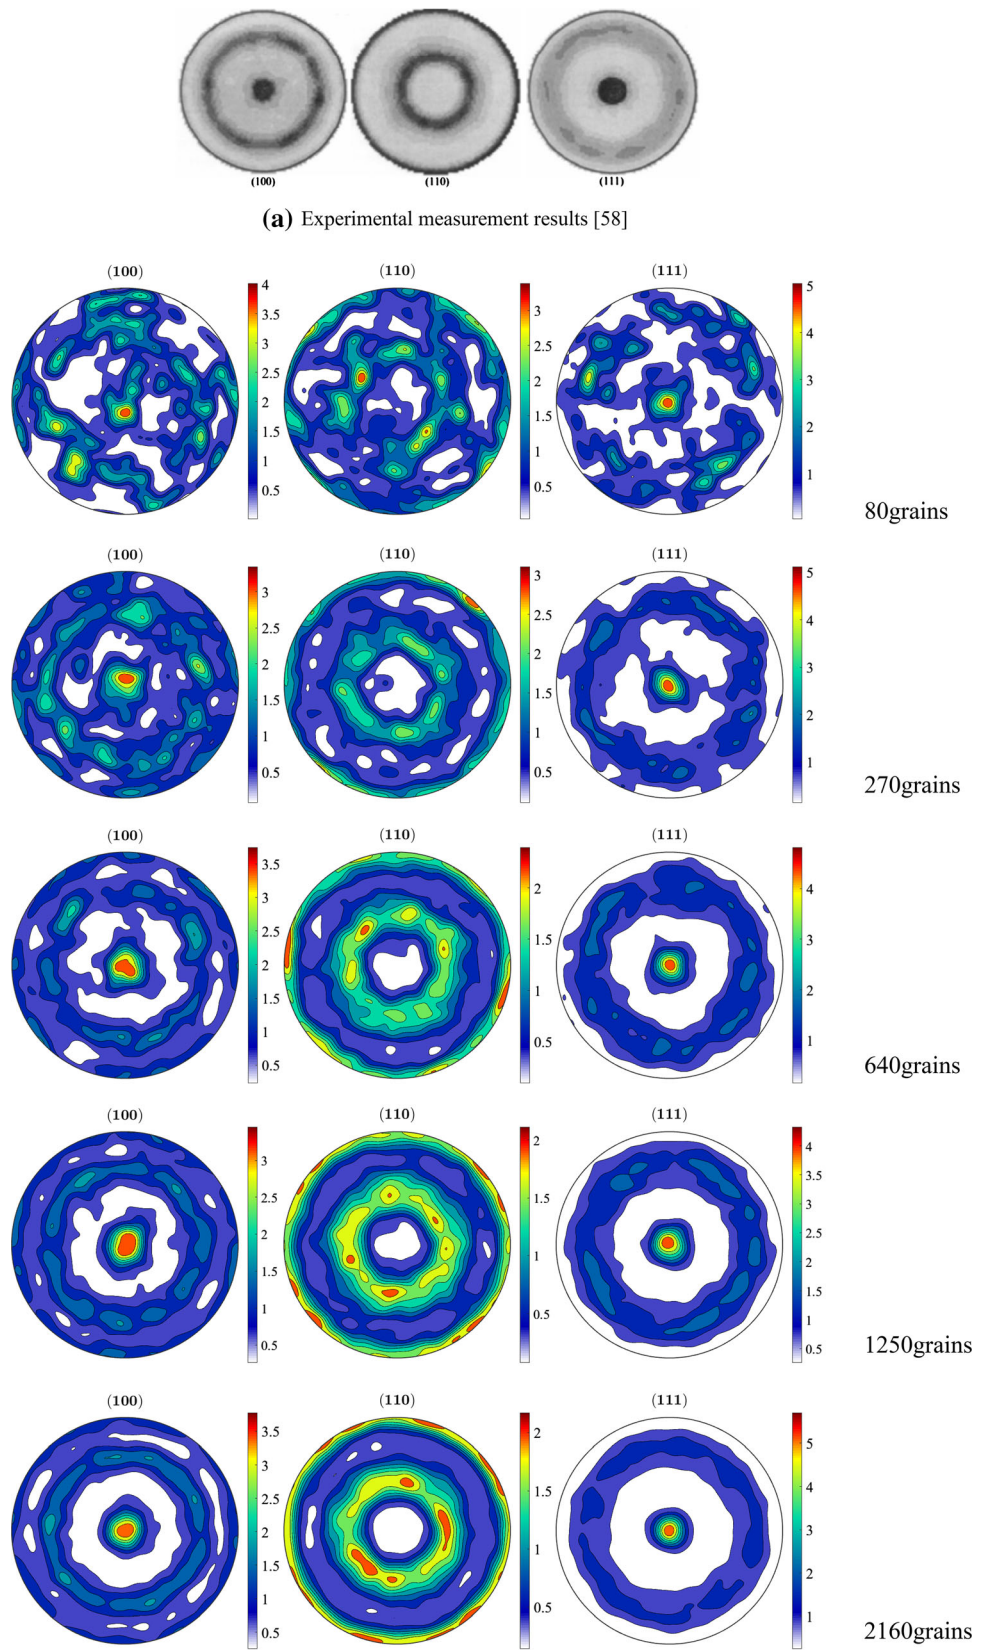 (100) (110) (111)
(a) Experimental measurement results [58]
(100) (110) (111)
4 3.5 3 2.5 2 1.5 1 0.5
3 2.5 2 1.5 1 0.5
5 4 3 2 1
80grains
(100) (110) (111)
3 2.5 2 1.5 1 0.5
3 2.5 2 1.5 1 0.5
5 4 3 2 1
270grains
(100) (110) (111)
3.5 3 2.5 2 1.5 1 0.5
2 1.5 1 0.5
4 3 2 1
640grains
(100) (110) (111)
3 2.5 2 1.5 1 0.5
2 1.5 1 0.5
4 3.5 3 2.5 2 1.5 1 0.5
1250grains
(100) (110) (111)
3.5 3 2.5 2 1.5 1 0.5
2 1.5 1 0.5
5 4 3 2 1
2160grains